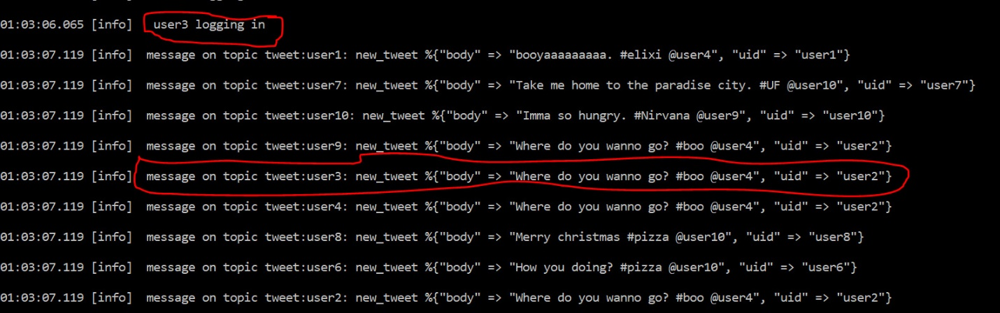 01:03:06.065 [info]  user3 logging in
01:03:07.119 [info]  message on topic tweet:user1: new_tweet %{"body" => "booyaaaaaaaaa. #elixi @user4", "uid" => "user1"}
01:03:07.119 [info]  message on topic tweet:user7: new_tweet %{"body" => "Take me home to the paradise city. #UF @user10", "uid" => "user7"}
01:03:07.119 [info]  message on topic tweet:user10: new_tweet %{"body" => "Imma so hungry. #Nirvana @user9", "uid" => "user10"}
01:03:07.119 [info]  message on topic tweet:user9: new_tweet %{"body" => "Where do you wanno go? #boo @user4", "uid" => "user2"}
01:03:07.119 [info]  message on topic tweet:user3: new_tweet %{"body" => "Where do you wanno go? #boo @user4", "uid" => "user2"}
01:03:07.119 [info]  message on topic tweet:user4: new_tweet %{"body" => "Where do you wanno go? #boo @user4", "uid" => "user2"}
01:03:07.119 [info]  message on topic tweet:user8: new_tweet %{"body" => "Merry christmas #pizza @user10", "uid" => "user8"}
01:03:07.119 [info]  message on topic tweet:user6: new_tweet %{"body" => "How you doing? #pizza @user10", "uid" => "user6"}
01:03:07.119 [info]  message on topic tweet:user2: new_tweet %{"body" => "Where do you wanno go? #boo @user4", "uid" => "user2"}